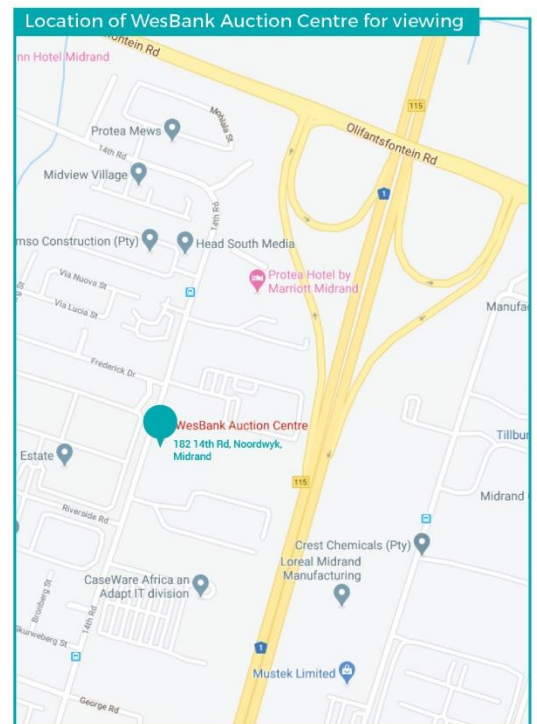 Location of WesBank Auction Centre for viewing
fontein Rd
nn Hotel Midrand
115
Mohlala St
Olifantsfontein Rd
Protea Mews
14th Rd
Midview Village
1
14th Rd
mso Construction (Pty)
Head South Media
Protea Hotel by
Marriott Midrand
Via Nuova St
Manufa
Via Lucia St
Frederick Dr
WesBank Auction Centre
182 14th Rd, Noordwyk,
Midrand
Tillbur
Estate
115
Midrand
Riverside Rd
Crest Chemicals (Pty)
Loreal Midrand
Manufacturing
CaseWare Africa an
Adapt IT division
Bronberg St
14th Rd
Skurweberg St
1
Mustek Limited
George Rd